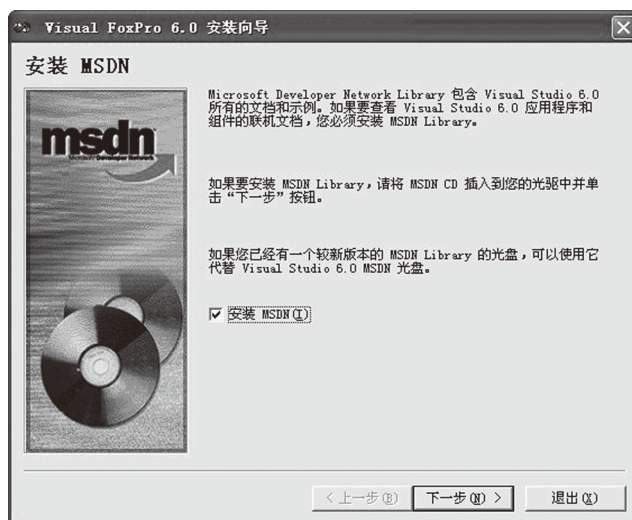 Visual FoxPro 6.0 安装向导
安装 MSDN
msdn
Microsoft Developer Network
Microsoft Developer Network Library 包含 Visual Studio 6.0
所有的文档和示例。如果要查看 Visual Studio 6.0 应用程序和
组件的联机文档，您必须安装 MSDN Library。
如果要安装 MSDN Library，请将 MSDN CD 插入到您的光驱中并单
击“下一步”按钮。
如果您已经有一个较新版本的 MSDN Library 的光盘，可以使用它
代替 Visual Studio 6.0 MSDN 光盘。
安装 MSDN(I)
< 上一步(B)
下一步(N) >
退出(X)